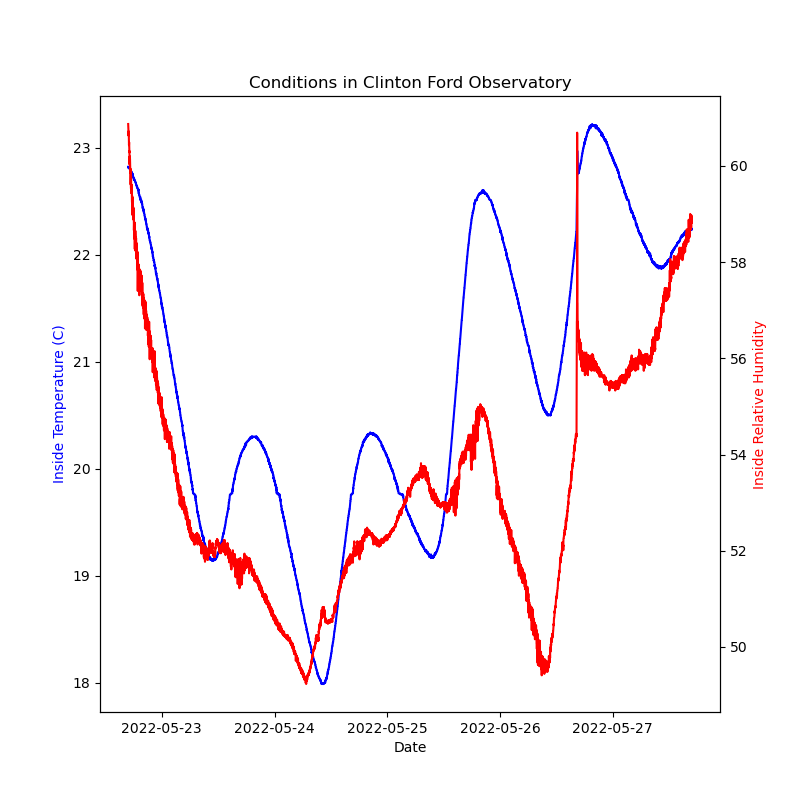 Conditions in Clinton Ford Observatory
Inside Temperature (C)
23
22
21
20
19
18
60
58
56
54
52
50
Inside Relative Humidity
2022-05-23 2022-05-24 2022-05-25 2022-05-26 2022-05-27
Date